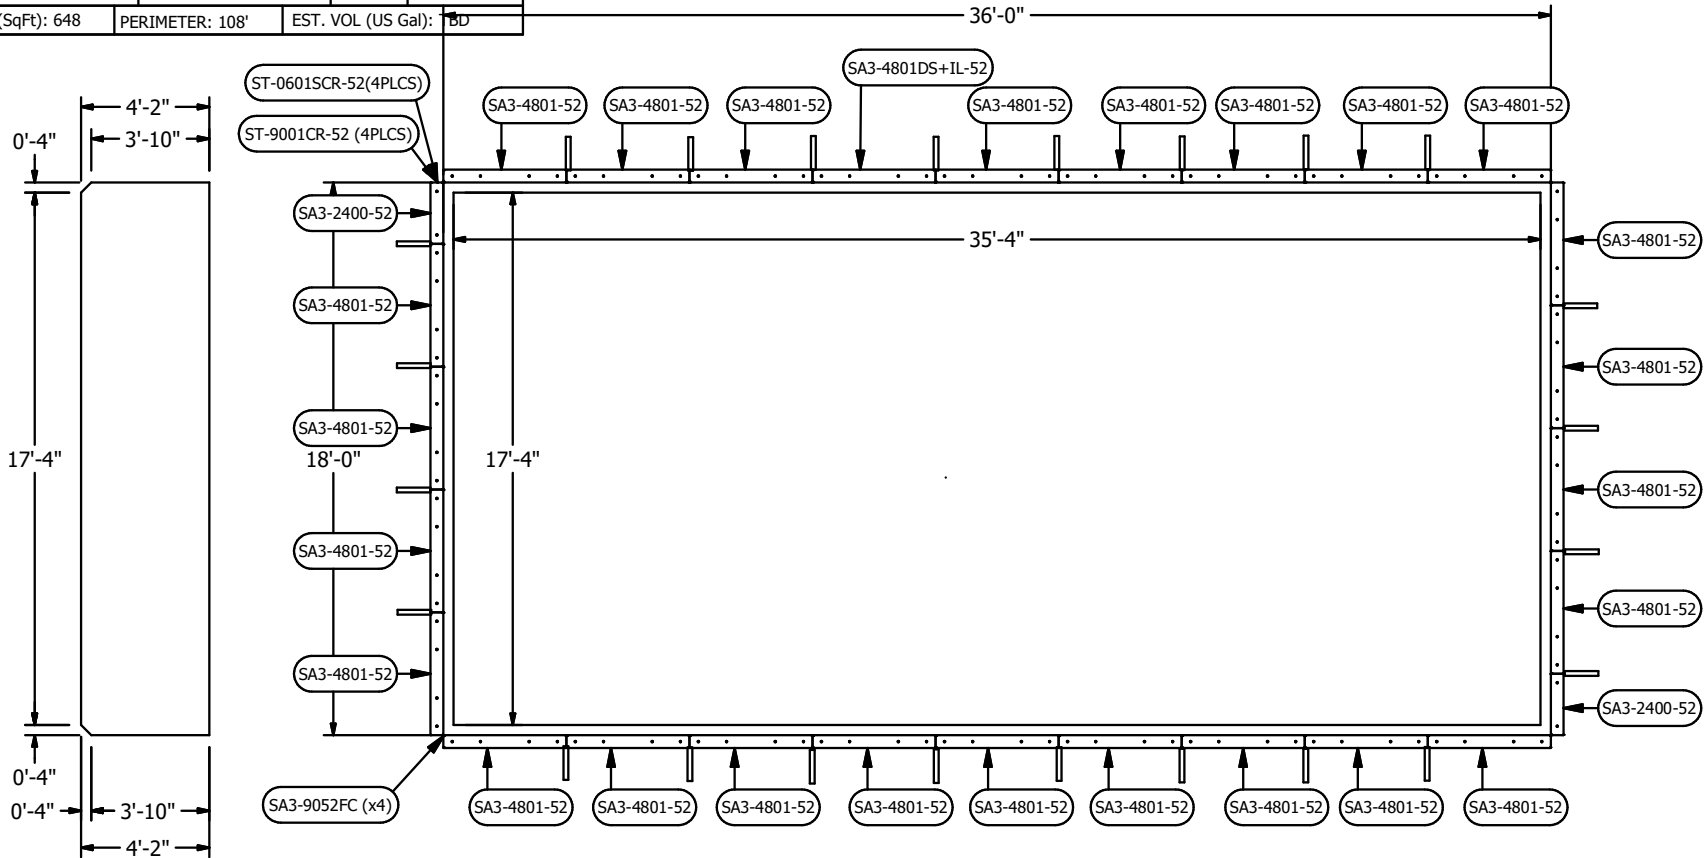 (SqFt): 648 PERIMETER: 108' EST. VOL (US Gal): TBD
36'-0"
ST-0601SCR-52(4PLCS)
ST-9001CR-52 (4PLCS)
SA3-4801-52 SA3-4801-52 SA3-4801-52 SA3-4801DS+IL-52 SA3-4801-52 SA3-4801-52 SA3-4801-52 SA3-4801-52 SA3-4801-52
4'-2"
3'-10"
0'-4"
17'-4"
0'-4"
0'-4" 3'-10"
4'-2"
SA3-2400-52
SA3-4801-52
SA3-4801-52
18'-0"
SA3-4801-52
SA3-4801-52
SA3-9052FC (x4)
35'-4"
17'-4"
SA3-4801-52
SA3-4801-52
SA3-4801-52
SA3-4801-52
SA3-2400-52
SA3-4801-52 SA3-4801-52 SA3-4801-52 SA3-4801-52 SA3-4801-52 SA3-4801-52 SA3-4801-52 SA3-4801-52 SA3-4801-52